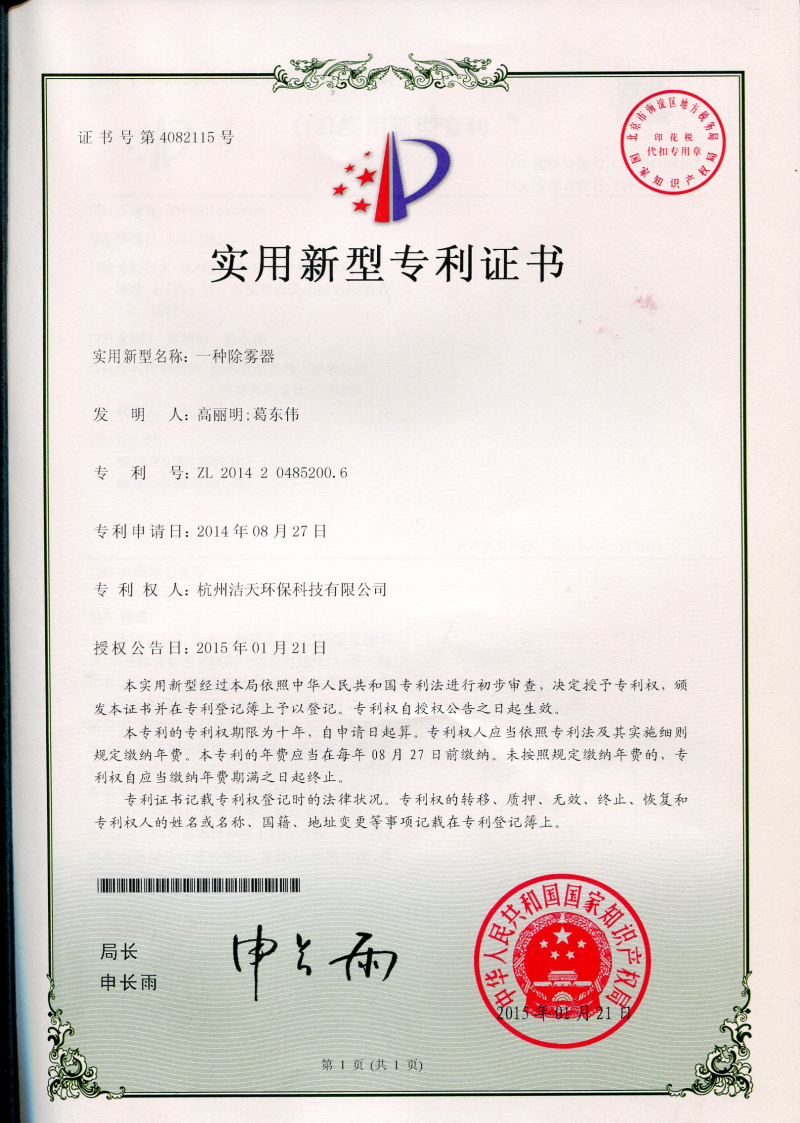 证书号第4082115号
北京市海淀区地方税务局
印花税
代扣专用章
国家知识产权局
实用新型专利证书
实用新型名称：一种除雾器
发明人：高丽明;葛东伟
专利号：ZL 2014 2 0485200.6
专利申请日：2014年08月27日
专利权人：杭州洁天环保科技有限公司
授权公告日：2015年01月21日
本实用新型经过本局依照中华人民共和国专利法进行初步审查，决定授予专利权，颁
发本证书并在专利登记簿上予以登记。专利权自授权公告之日起生效。
本专利的专利权期限为十年，自申请日起算。专利权人应当依照专利法及其实施细则
规定缴纳年费。本专利的年费应当在每年08月27日前缴纳。未按照规定缴纳年费的，专
利权自应当缴纳年费期满之日起终止。
专利证书记载专利权登记时的法律状况。专利权的转移、质押、无效、终止、恢复和
专利权人的姓名或名称、国籍、地址变更等事项记载在专利登记簿上。
局长
申长雨
申长雨
中华人民共和国国家知识产权局
2015年01月21日
第1页(共1页)